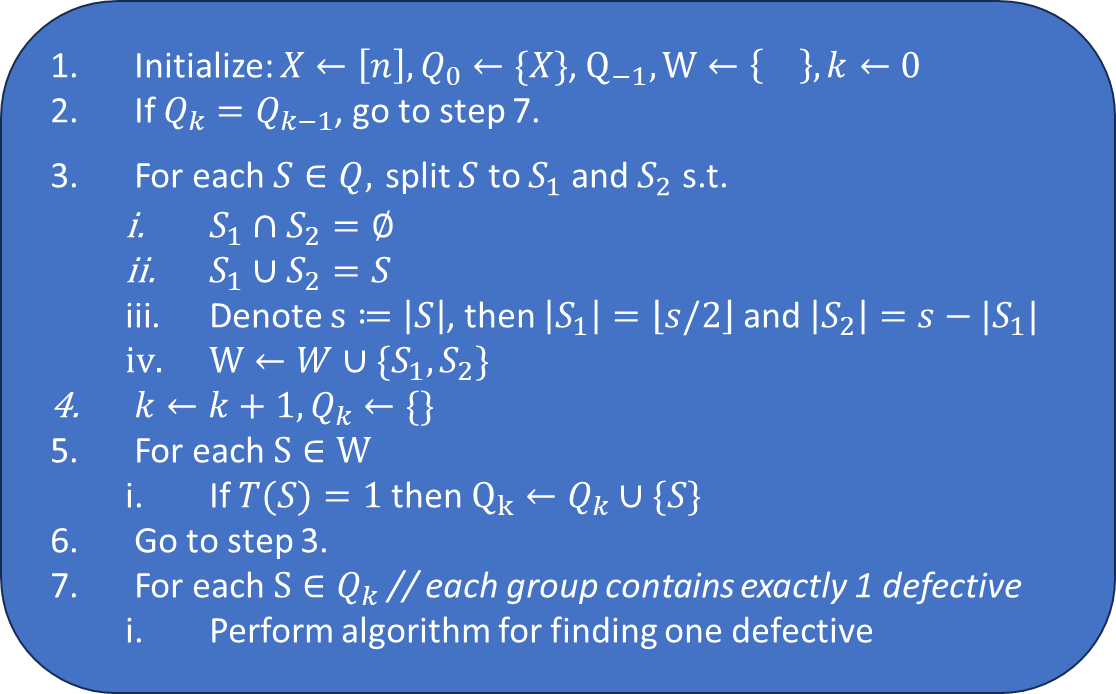 1. Initialize: 𝑋 ← [𝑛], 𝑄₀ ← {𝑋}, Q₋₁, W ← { }, 𝑘 ← 0
2. If 𝑄ₖ = 𝑄ₖ₋₁, go to step 7.
3. For each 𝑆 ∈ 𝑄, split 𝑆 to 𝑆₁ and 𝑆₂ s.t.
i. 𝑆₁ ∩ 𝑆₂ = ∅
ii. 𝑆₁ ∪ 𝑆₂ = 𝑆
iii. Denote s ≔ |𝑆|, then |𝑆₁| = ⌊𝑠/2⌋ and |𝑆₂| = 𝑠 − |𝑆₁|
iv. W ← 𝑊 ∪ {𝑆₁, 𝑆₂}
4. 𝑘 ← 𝑘 + 1, 𝑄ₖ ← {}
5. For each S ∈ W
i. If 𝑇(𝑆) = 1 then Qₖ ← 𝑄ₖ ∪ {𝑆}
6. Go to step 3.
7. For each S ∈ 𝑄ₖ // each group contains exactly 1 defective
i. Perform algorithm for finding one defective